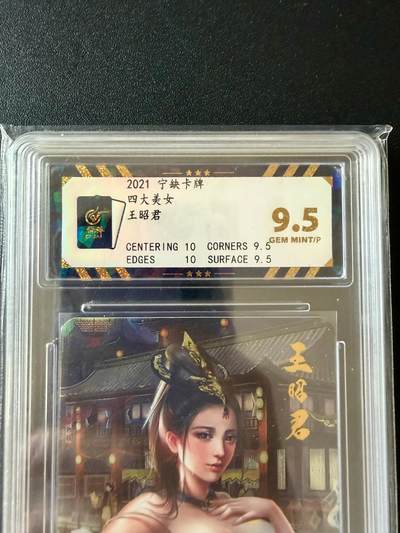 2021 宁缺卡牌
四大美女
王昭君
CENTERING 10 CORNERS 9.5
EDGES 10 SURFACE 9.5
9.5
GEM MINT/P
王昭君